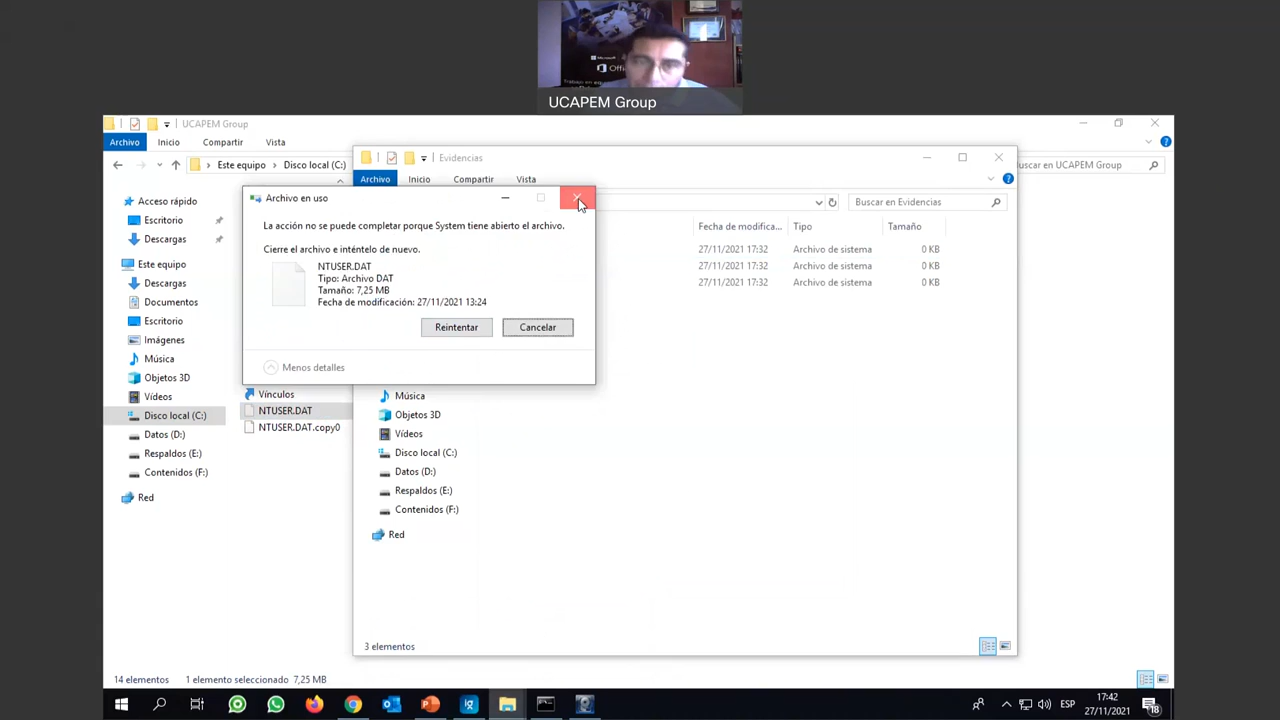 Microsoft
Offi
UCAPEM Group
UCAPEM Group
Archivo
Inicio
Compartir
Vista
Este equipo
Disco local (C:)
Buscar en UCAPEM Group
Acceso rápido
Escritorio
Descargas
Este equipo
Descargas
Documentos
Escritorio
Imágenes
Música
Objetos 3D
Vídeos
Disco local (C:)
Datos (D:)
Respaldos (E:)
Contenidos (F:)
Red
Vínculos
NTUSER.DAT
NTUSER.DAT.copy0
14 elementos
1 elemento seleccionado 7,25 MB
Evidencias
Archivo
Inicio
Compartir
Vista
Buscar en Evidencias
Fecha de modifica...
Tipo
Tamaño
27/11/2021 17:32
Archivo de sistema
0 KB
27/11/2021 17:32
Archivo de sistema
0 KB
27/11/2021 17:32
Archivo de sistema
0 KB
Música
Objetos 3D
Vídeos
Disco local (C:)
Datos (D:)
Respaldos (E:)
Contenidos (F:)
Red
3 elementos
Archivo en uso
La acción no se puede completar porque System tiene abierto el archivo.
Cierre el archivo e inténtelo de nuevo.
NTUSER.DAT
Tipo: Archivo DAT
Tamaño: 7,25 MB
Fecha de modificación: 27/11/2021 13:24
Reintentar
Cancelar
Menos detalles
ESP
17:42
27/11/2021
18